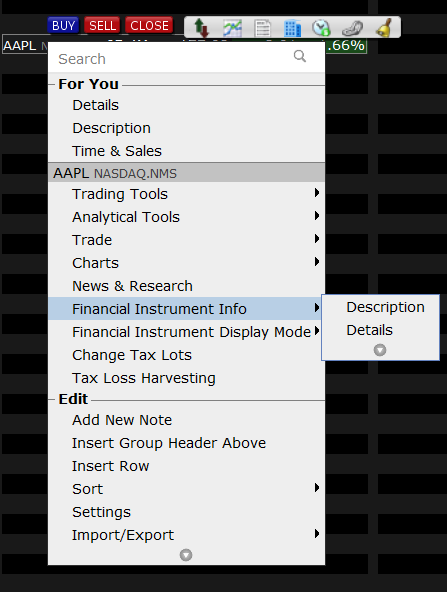 BUY SELL CLOSE
AAPL .66%
Search
For You
Details
Description
Time & Sales
AAPL NASDAQ.NMS
Trading Tools
Analytical Tools
Trade
Charts
News & Research
Financial Instrument Info
Description
Financial Instrument Display Mode
Details
Change Tax Lots
Tax Loss Harvesting
Edit
Add New Note
Insert Group Header Above
Insert Row
Sort
Settings
Import/Export